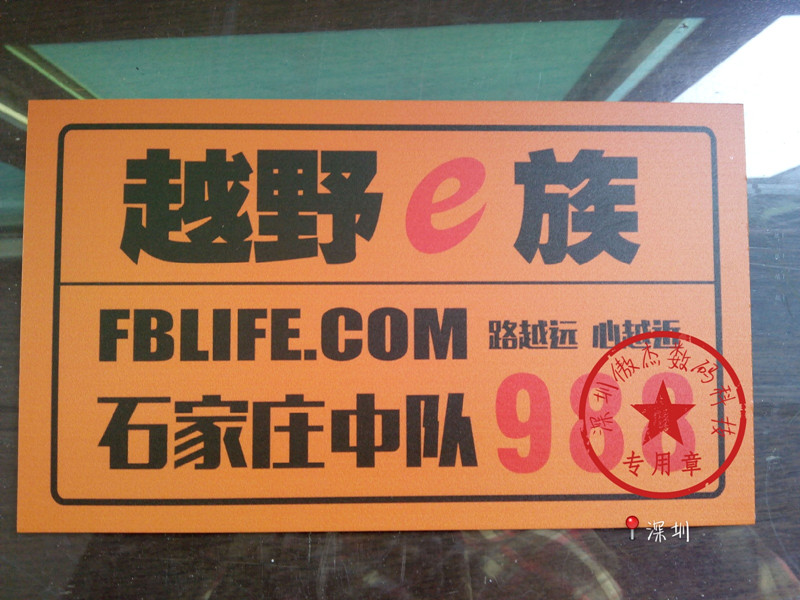 越野e族
FBLIFE.COM 路越远 心越近
石家庄中队 988
深圳傲杰数码科技
专用章
深圳